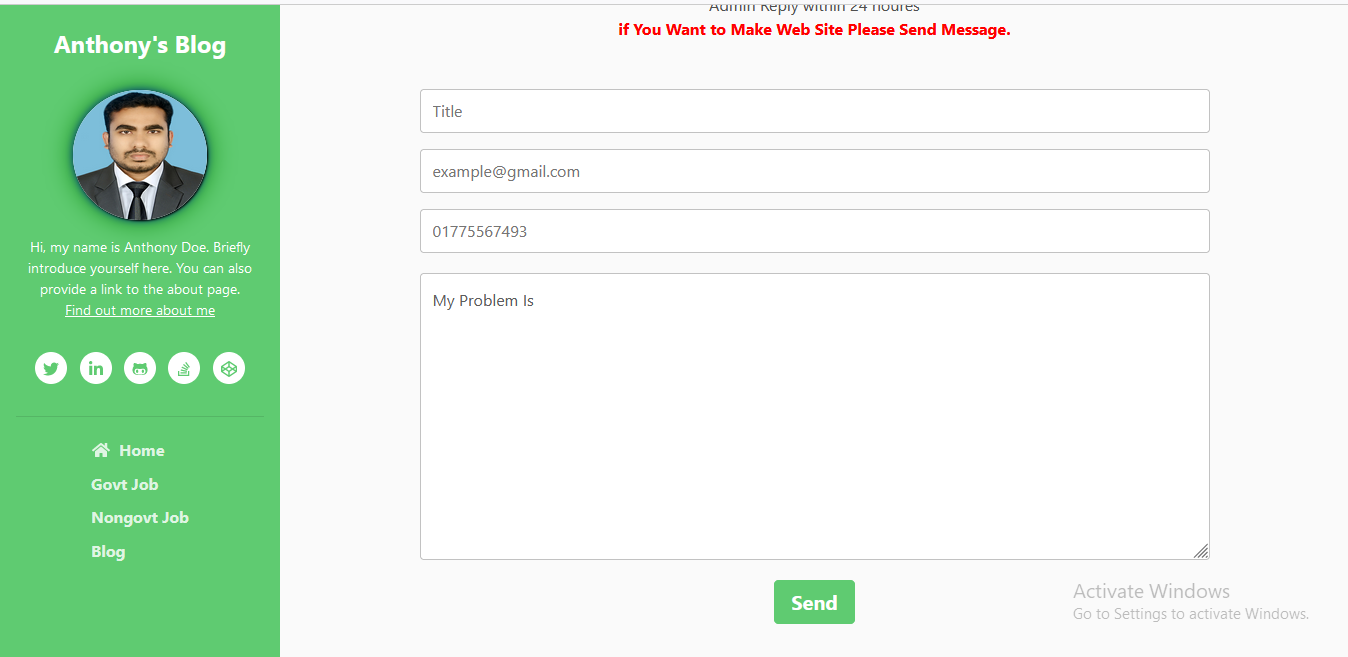 Anthony's Blog
Hi, my name is Anthony Doe. Briefly
introduce yourself here. You can also
provide a link to the about page.
Find out more about me
Home
Govt Job
Nongovt Job
Blog
Admin Reply within 24 houres
if You Want to Make Web Site Please Send Message.
Title
example@gmail.com
01775567493
My Problem Is
Send
Activate Windows
Go to Settings to activate Windows.